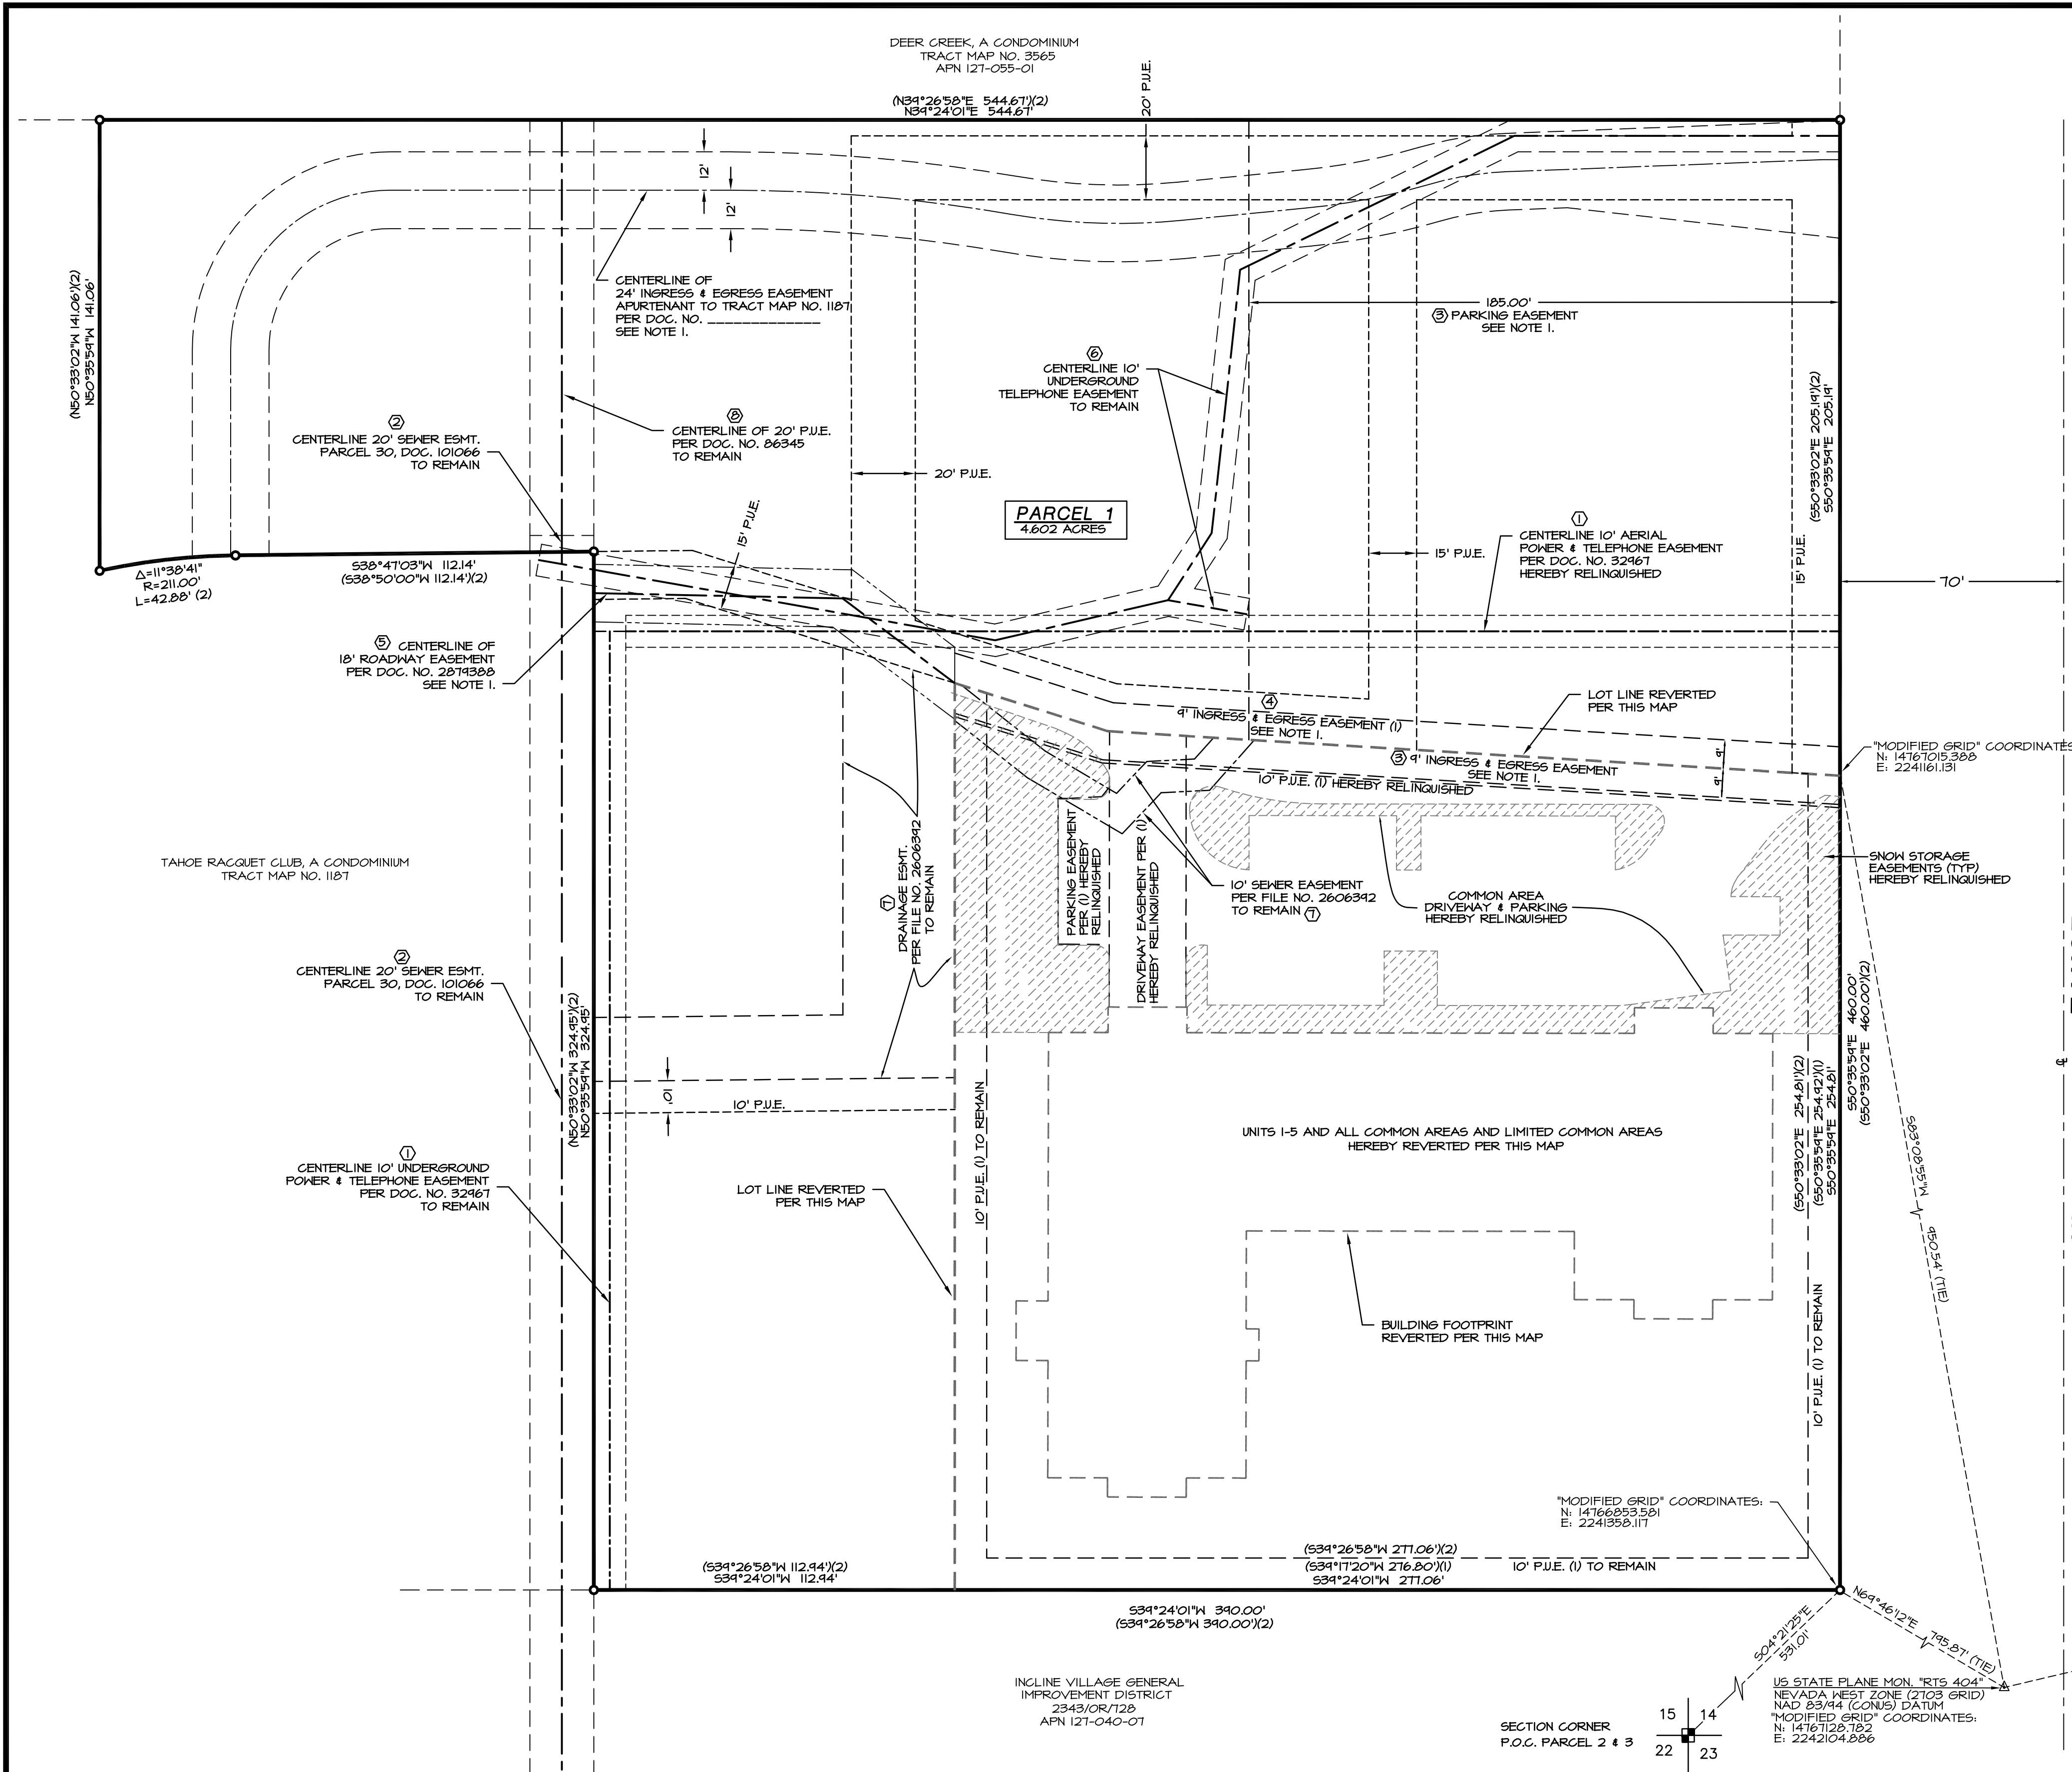 DEER CREEK, A CONDOMINIUM
TRACT MAP NO. 3565
APN 127-055-01
(N39°26'58"E 544.67')(2)
N39°24'01"E 544.67'
20' P.U.E.
12'
12'
(N50°33'02"W 141.06')(2)
N50°35'59"W 141.06'
CENTERLINE OF
24' INGRESS & EGRESS EASEMENT
APURTENANT TO TRACT MAP NO. 1187
PER DOC. NO. ______________
SEE NOTE 1.
185.00'
3 PARKING EASEMENT
SEE NOTE 1.
6
CENTERLINE 10'
UNDERGROUND
TELEPHONE EASEMENT
TO REMAIN
(S50°33'02"E 205.19')(2)
S50°35'59"E 205.19'
2
CENTERLINE 20' SEWER ESMT.
PARCEL 30, DOC. 101066
TO REMAIN
8
CENTERLINE OF 20' P.U.E.
PER DOC. NO. 86345
TO REMAIN
20' P.U.E.
15' P.U.E.
PARCEL 1
4.602 ACRES
1
CENTERLINE 10' AERIAL
POWER & TELEPHONE EASEMENT
PER DOC. NO. 32967
HEREBY RELINQUISHED
15' P.U.E.
15' P.U.E.
70'
Δ=11°38'41"
R=211.00'
L=42.88' (2)
S38°47'03"W 112.14'
(S38°50'00"W 112.14')(2)
5 CENTERLINE OF
18' ROADWAY EASEMENT
PER DOC. NO. 2879388
SEE NOTE 1.
LOT LINE REVERTED
PER THIS MAP
4
9' INGRESS & EGRESS EASEMENT (1)
SEE NOTE 1.
3 9' INGRESS & EGRESS EASEMENT
SEE NOTE 1.
10' P.U.E. (1) HEREBY RELINQUISHED
9'
9'
"MODIFIED GRID" COORDINATES
N: 14767015.388
E: 2241161.131
TAHOE RACQUET CLUB, A CONDOMINIUM
TRACT MAP NO. 1187
7
DRAINAGE ESMT.
PER FILE NO. 2606392
TO REMAIN
PARKING EASEMENT
PER (1) HEREBY
RELINQUISHED
DRIVEWAY EASEMENT PER (1)
HEREBY RELINQUISHED
10' SEWER EASEMENT
PER FILE NO. 2606392
TO REMAIN 7
COMMON AREA
DRIVEWAY & PARKING
HEREBY RELINQUISHED
SNOW STORAGE
EASEMENTS (TYP)
HEREBY RELINQUISHED
2
CENTERLINE 20' SEWER ESMT.
PARCEL 30, DOC. 101066
TO REMAIN
(N50°33'02"W 324.95')(2)
N50°35'59"W 324.95'
10'
10' P.U.E.
10' P.U.E. (1) TO REMAIN
UNITS 1-5 AND ALL COMMON AREAS AND LIMITED COMMON AREAS
HEREBY REVERTED PER THIS MAP
(S50°33'02"E 254.81')(2)
(S50°35'59"E 254.92')(1)
S50°35'59"E 254.81'
S50°35'59"E 460.00'
(S50°33'02"E 460.00')(2)
℄
S83°08'55"W 950.54' (TIE)
1
CENTERLINE 10' UNDERGROUND
POWER & TELEPHONE EASEMENT
PER DOC. NO. 32967
TO REMAIN
LOT LINE REVERTED
PER THIS MAP
BUILDING FOOTPRINT
REVERTED PER THIS MAP
10' P.U.E. (1) TO REMAIN
"MODIFIED GRID" COORDINATES:
N: 14766853.581
E: 2241358.117
(S39°26'58"W 112.94')(2)
S39°24'01"W 112.94'
(S39°26'58"W 277.06')(2)
(S39°17'20"W 276.80')(1)
S39°24'01"W 277.06'
10' P.U.E. (1) TO REMAIN
S39°24'01"W 390.00'
(S39°26'58"W 390.00')(2)
S04°21'25"E
531.01'
N69°46'12"E 795.87' (TIE)
INCLINE VILLAGE GENERAL
IMPROVEMENT DISTRICT
2343/OR/728
APN 127-040-07
SECTION CORNER
P.O.C. PARCEL 2 & 3
15 14
22 23
US STATE PLANE MON. "RTS 404"
NEVADA WEST ZONE (2703 GRID)
NAD 83/94 (CONUS) DATUM
"MODIFIED GRID" COORDINATES:
N: 14767128.782
E: 2242104.886